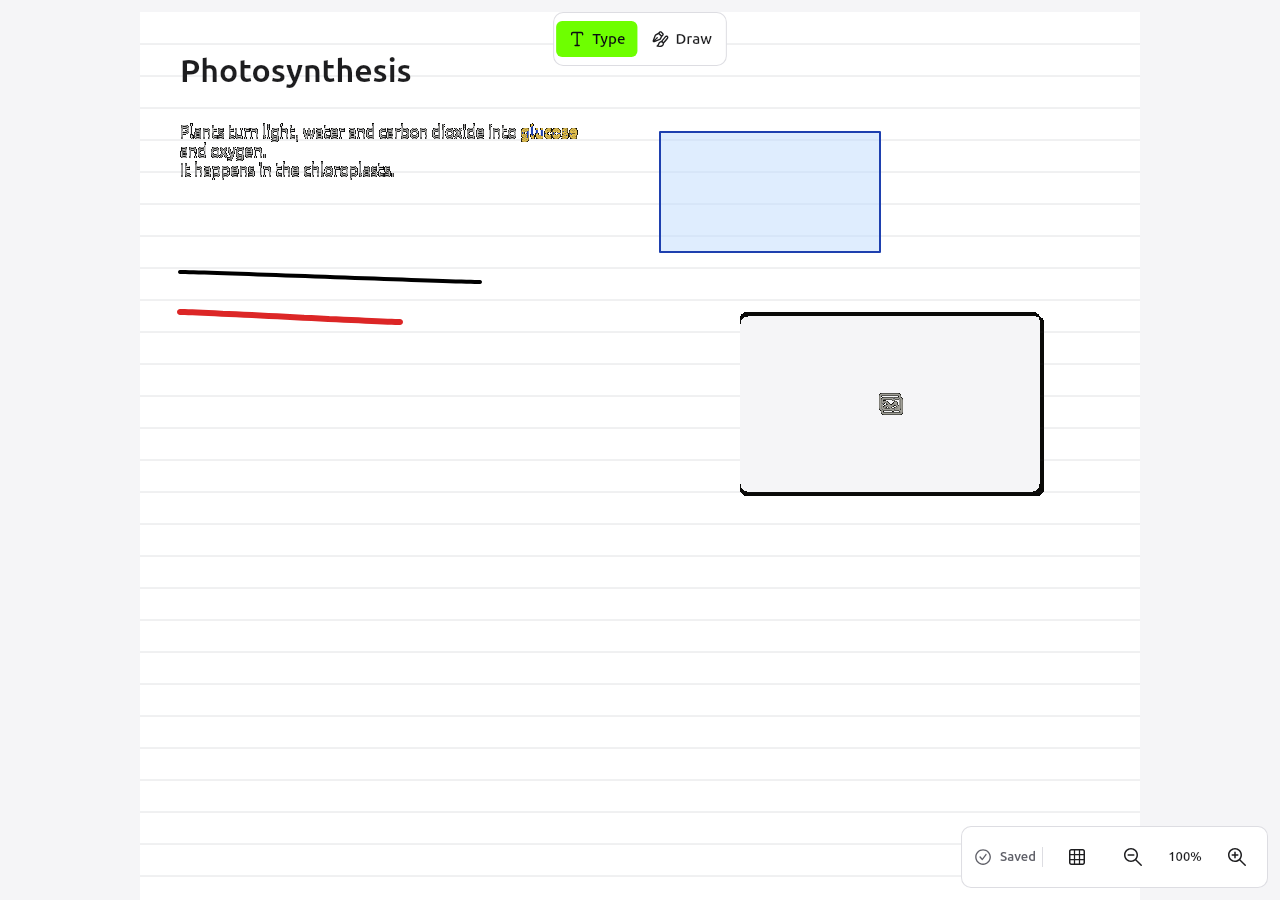 Type
Draw
Photosynthesis
Plants turn light, water and carbon dioxide into glucose
and oxygen.
It happens in the chloroplasts.
Saved
100%